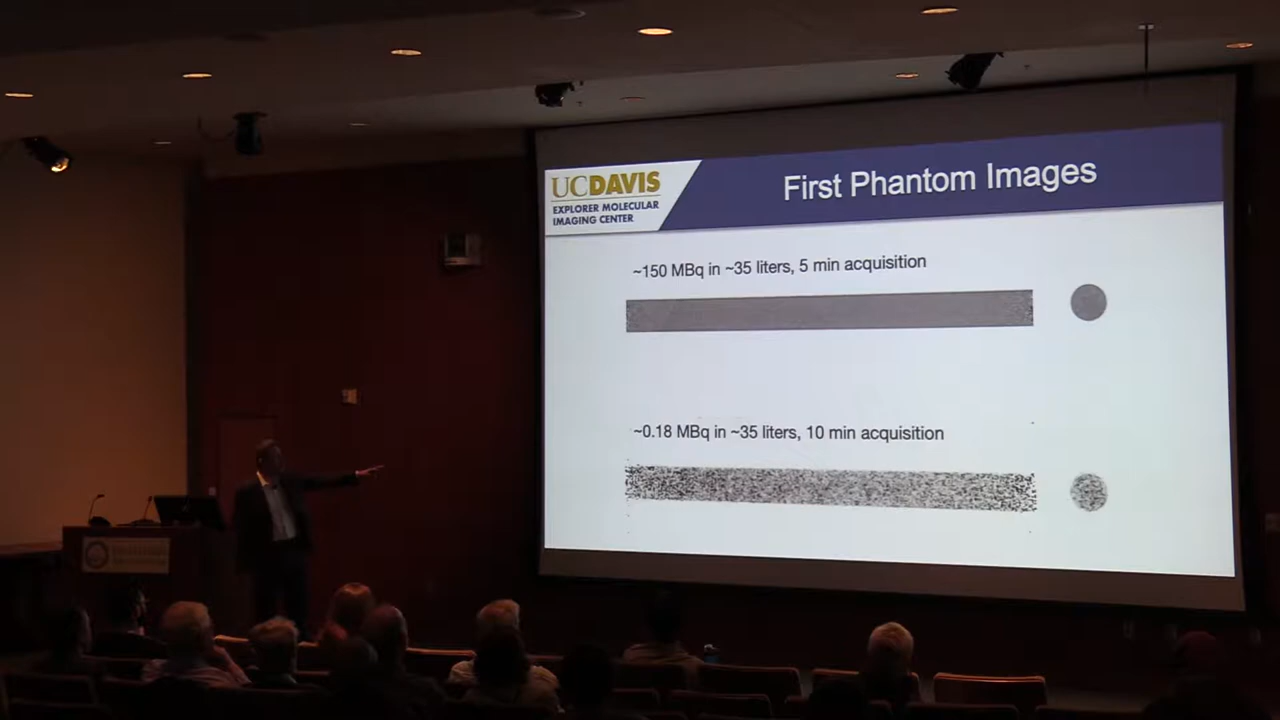 UCDAVIS
EXPLORER MOLECULAR
IMAGING CENTER
First Phantom Images
~150 MBq in ~35 liters, 5 min acquisition
~0.18 MBq in ~35 liters, 10 min acquisition